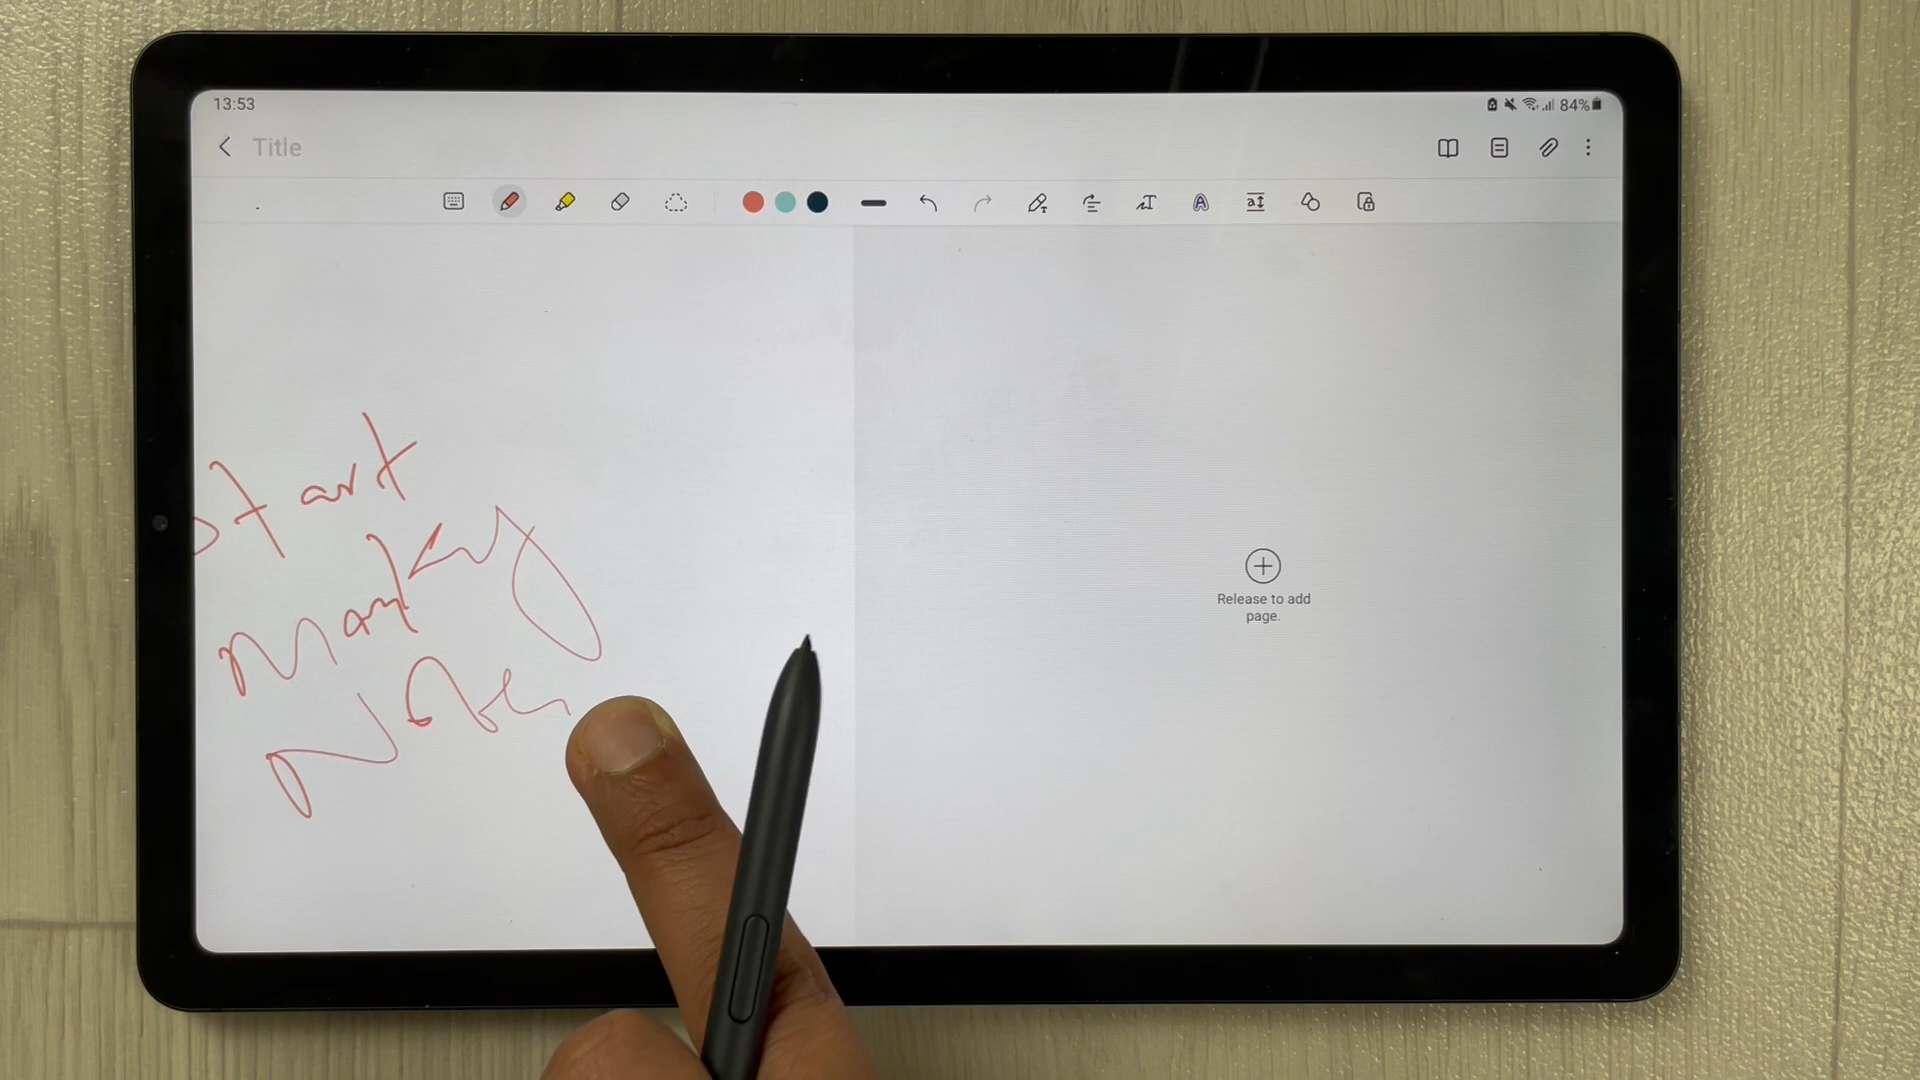 13:53 84%
Title
Start
Making
Notes
Release to add
page.